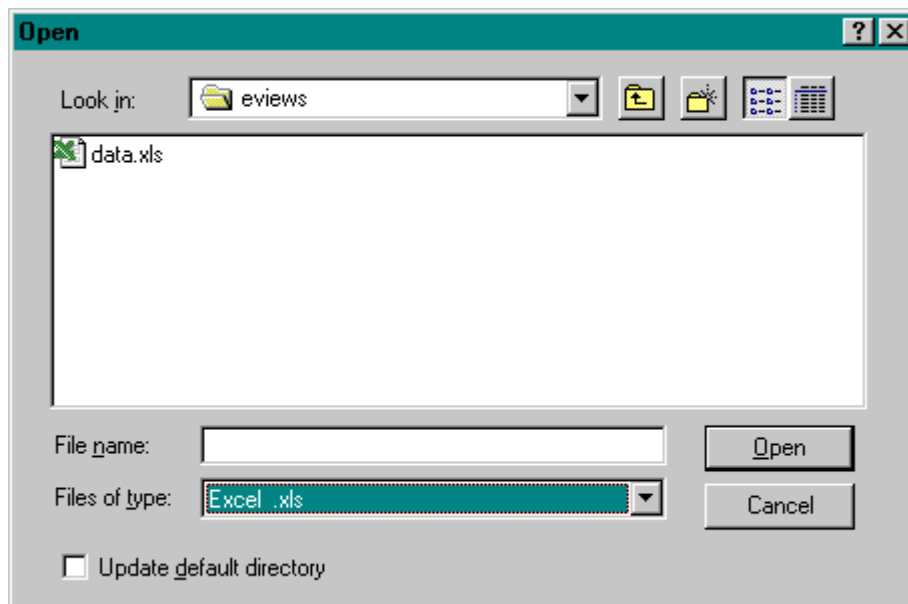 Open
Look in: eviews
data.xls
File name: Open
Files of type: Excel .xls Cancel
Update default directory